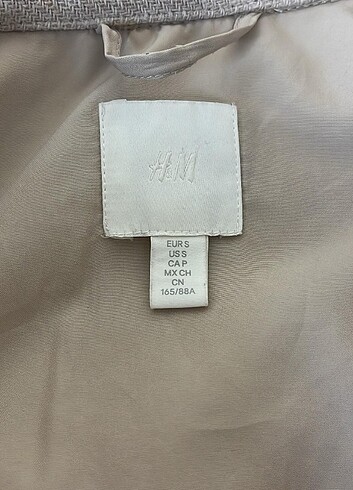 H&M
EUR S
US S
CA P
MX CH
CN
165/88A